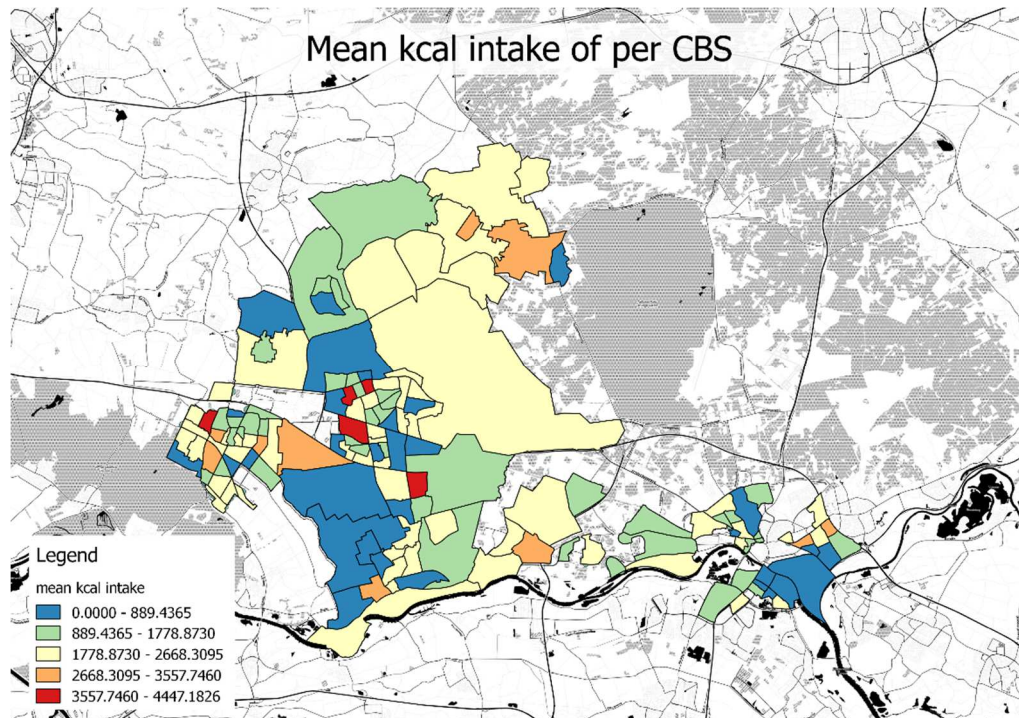 Mean kcal intake of per CBS
Legend
mean kcal intake
0.0000 - 889.4365
889.4365 - 1778.8730
1778.8730 - 2668.3095
2668.3095 - 3557.7460
3557.7460 - 4447.1826